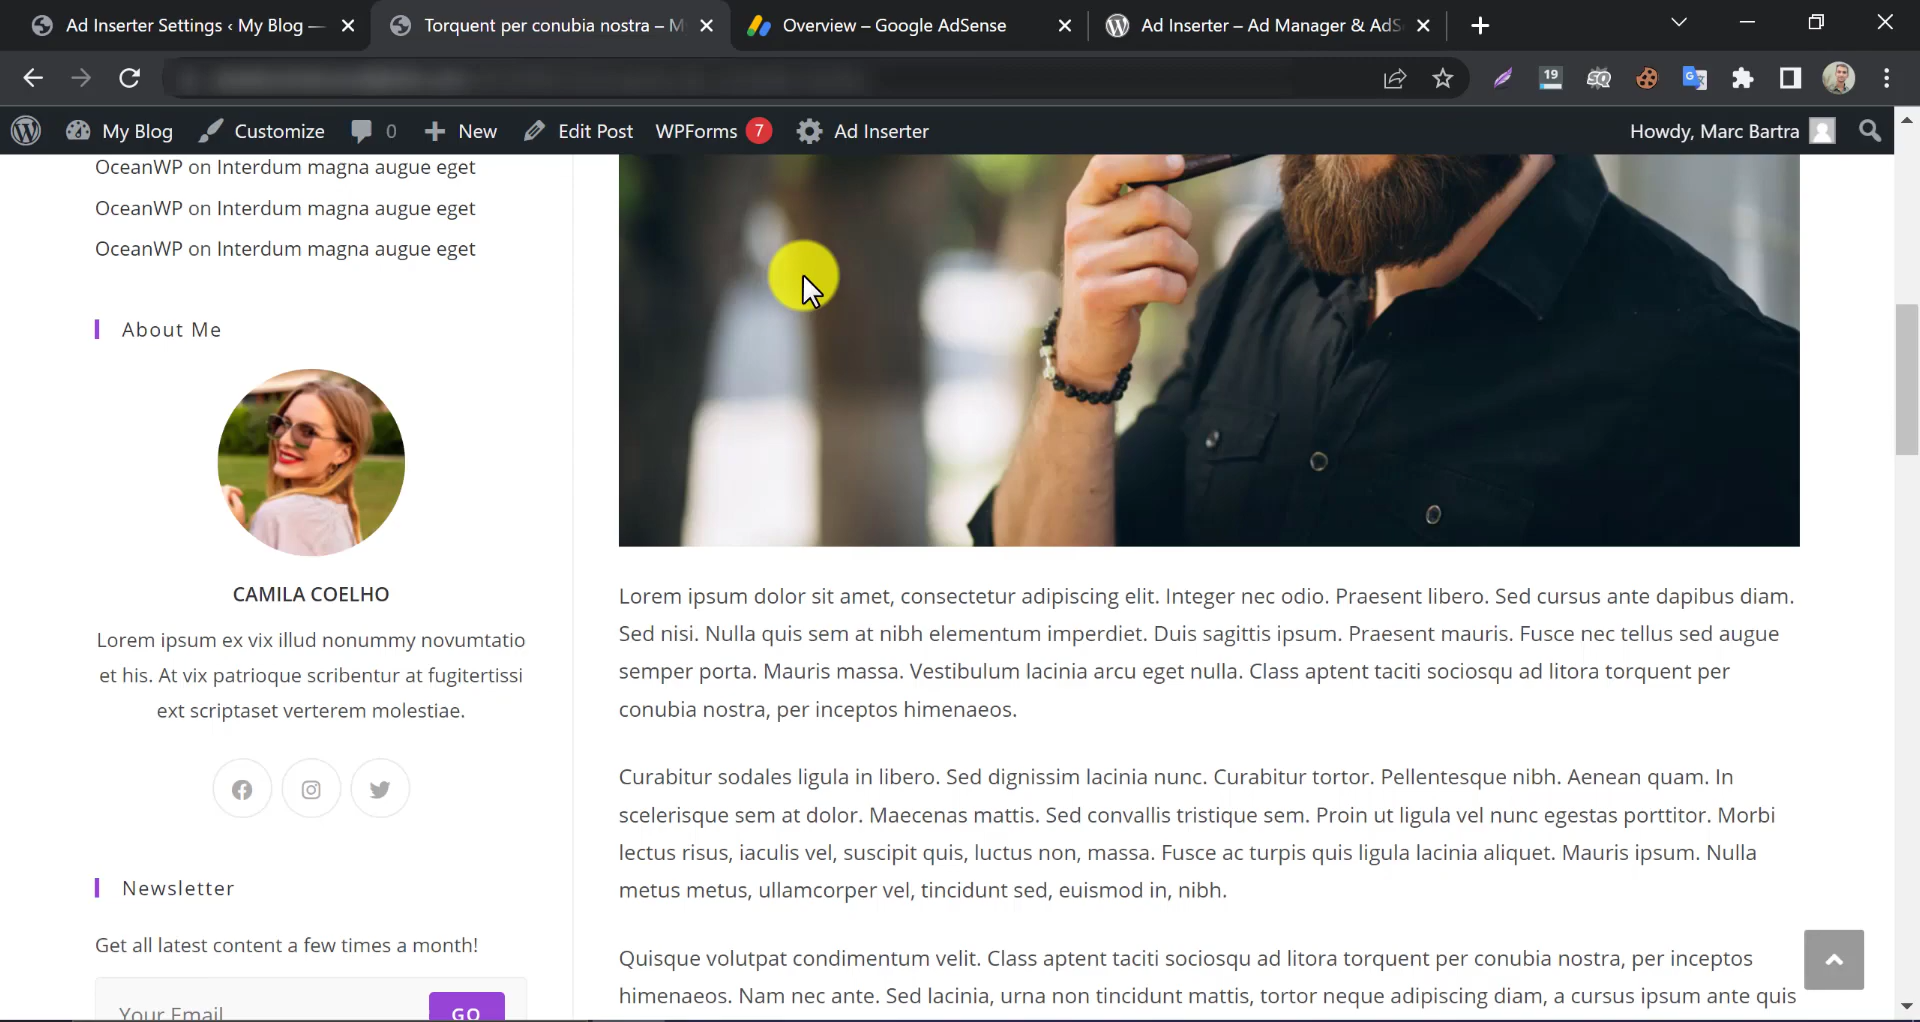 Ad Inserter Settings ‹ My Blog —
Torquent per conubia nostra – M
Overview – Google AdSense
Ad Inserter – Ad Manager & AdS
19
My Blog
Customize
0
New
Edit Post
WPForms 7
Ad Inserter
Howdy, Marc Bartra
OceanWP on Interdum magna augue eget
OceanWP on Interdum magna augue eget
OceanWP on Interdum magna augue eget
About Me
CAMILA COELHO
Lorem ipsum ex vix illud nonummy novumtatio
et his. At vix patrioque scribentur at fugitertissi
ext scriptaset verterem molestiae.
Newsletter
Get all latest content a few times a month!
Your Email
GO
Lorem ipsum dolor sit amet, consectetur adipiscing elit. Integer nec odio. Praesent libero. Sed cursus ante dapibus diam.
Sed nisi. Nulla quis sem at nibh elementum imperdiet. Duis sagittis ipsum. Praesent mauris. Fusce nec tellus sed augue
semper porta. Mauris massa. Vestibulum lacinia arcu eget nulla. Class aptent taciti sociosqu ad litora torquent per
conubia nostra, per inceptos himenaeos.
Curabitur sodales ligula in libero. Sed dignissim lacinia nunc. Curabitur tortor. Pellentesque nibh. Aenean quam. In
scelerisque sem at dolor. Maecenas mattis. Sed convallis tristique sem. Proin ut ligula vel nunc egestas porttitor. Morbi
lectus risus, iaculis vel, suscipit quis, luctus non, massa. Fusce ac turpis quis ligula lacinia aliquet. Mauris ipsum. Nulla
metus metus, ullamcorper vel, tincidunt sed, euismod in, nibh.
Quisque volutpat condimentum velit. Class aptent taciti sociosqu ad litora torquent per conubia nostra, per inceptos
himenaeos. Nam nec ante. Sed lacinia, urna non tincidunt mattis, tortor neque adipiscing diam, a cursus ipsum ante quis